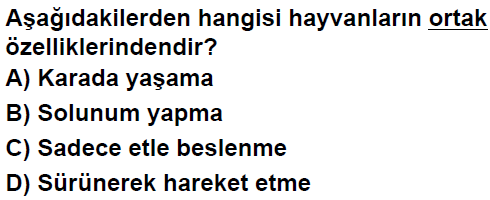 Aşağıdakilerden hangisi hayvanların ortak
özelliklerindendir?
A) Karada yaşama
B) Solunum yapma
C) Sadece etle beslenme
D) Sürünerek hareket etme